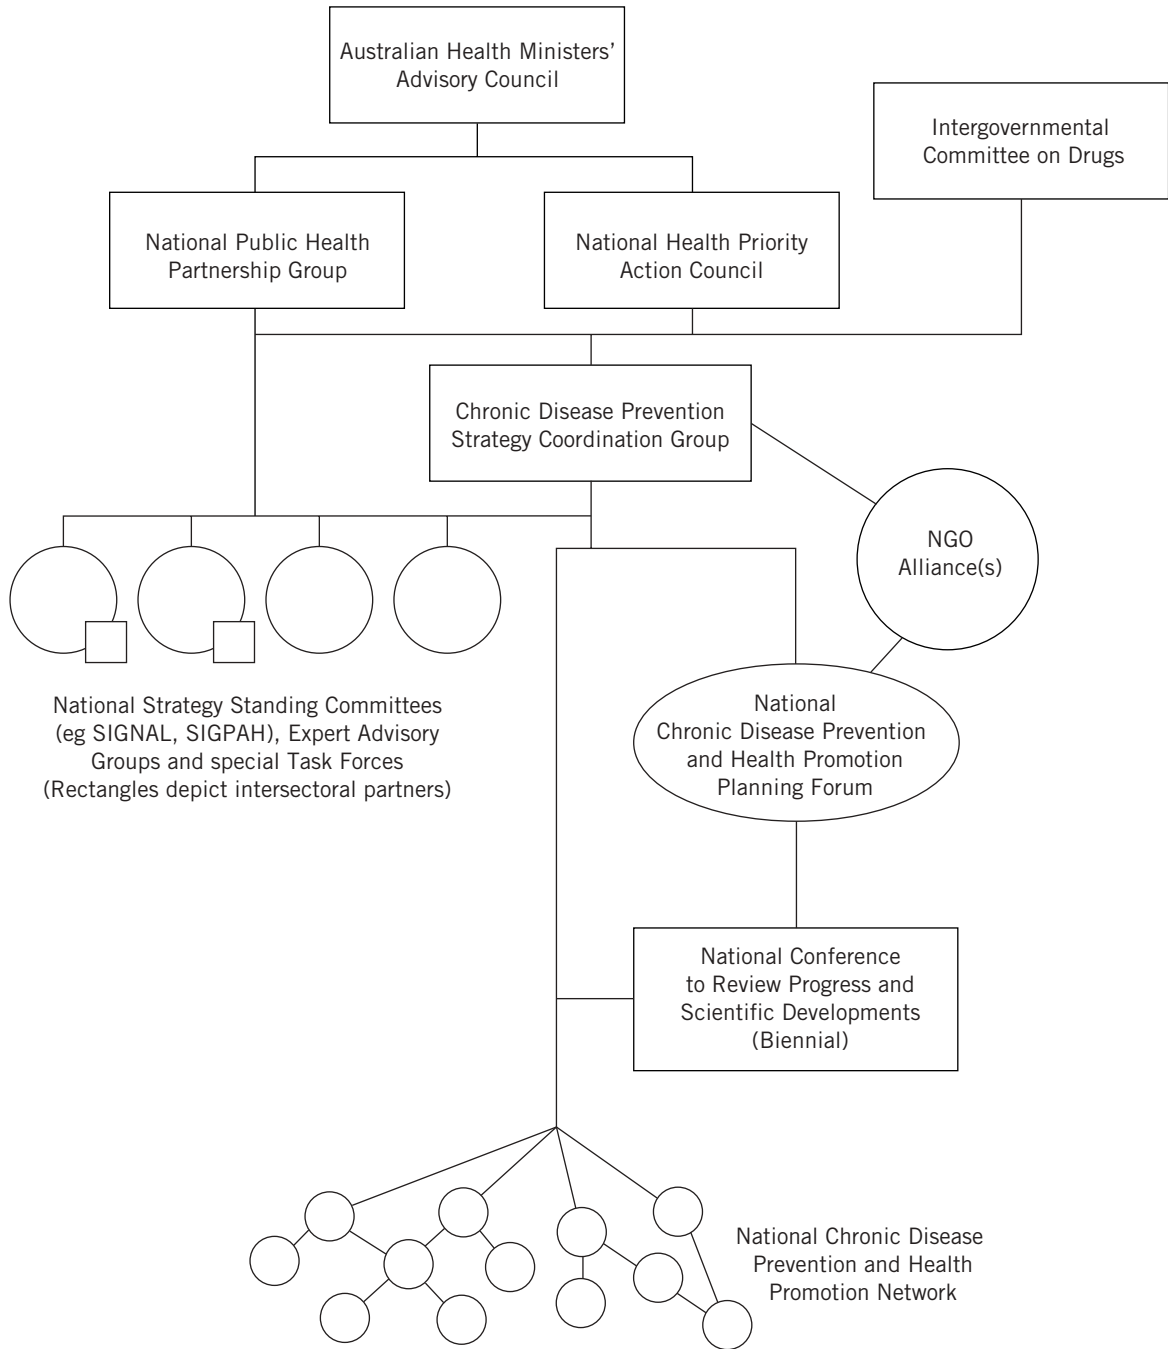 Australian Health Ministers’
Advisory Council
Intergovernmental
Committee on Drugs
National Public Health
Partnership Group
National Health Priority
Action Council
Chronic Disease Prevention
Strategy Coordination Group
NGO
Alliance(s)
National Strategy Standing Committees
(eg SIGNAL, SIGPAH), Expert Advisory
Groups and special Task Forces
(Rectangles depict intersectoral partners)
National
Chronic Disease Prevention
and Health Promotion
Planning Forum
National Conference
to Review Progress and
Scientific Developments
(Biennial)
National Chronic Disease
Prevention and Health
Promotion Network